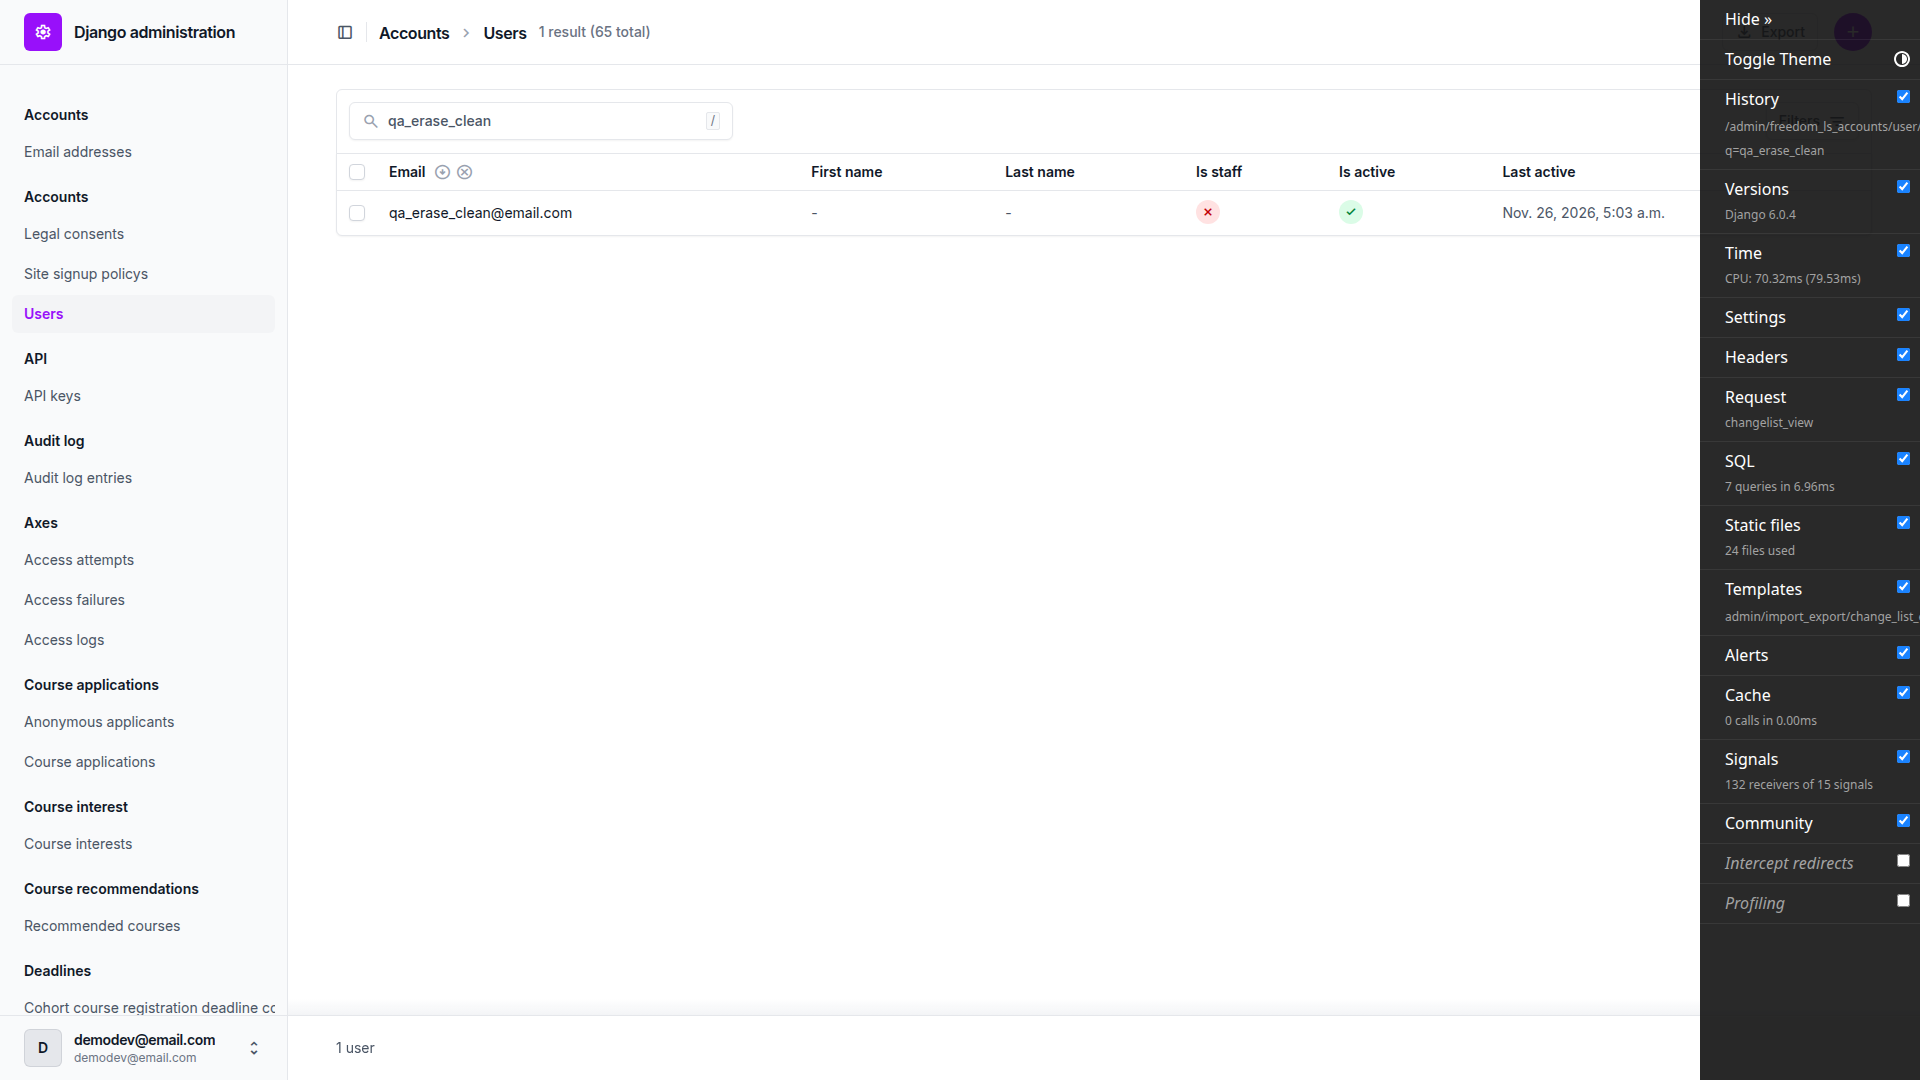 Django administration
Accounts
Email addresses
Accounts
Legal consents
Site signup policys
Users
API
API keys
Audit log
Audit log entries
Axes
Access attempts
Access failures
Access logs
Course applications
Anonymous applicants
Course applications
Course interest
Course interests
Course recommendations
Recommended courses
Deadlines
Cohort course registration deadline cc
D
demodev@email.com
demodev@email.com
Accounts > Users 1 result (65 total)
Export
qa_erase_clean /
Email First name Last name Is staff Is active Last active
qa_erase_clean@email.com - - Nov. 26, 2026, 5:03 a.m.
1 user
Hide »
Toggle Theme
History
/admin/freedom_ls_accounts/user/
q=qa_erase_clean
Versions
Django 6.0.4
Time
CPU: 70.32ms (79.53ms)
Settings
Headers
Request
changelist_view
SQL
7 queries in 6.96ms
Static files
24 files used
Templates
admin/import_export/change_list_
Alerts
Cache
0 calls in 0.00ms
Signals
132 receivers of 15 signals
Community
Intercept redirects
Profiling